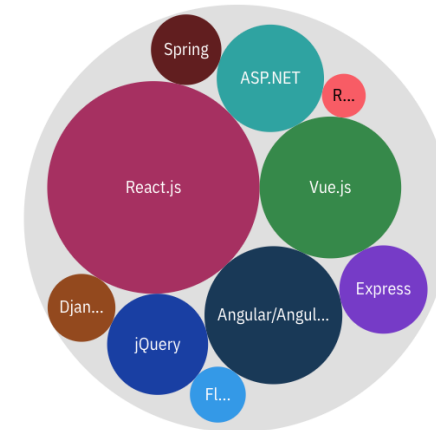 Spring
ASP.NET
R...
React.js
Vue.js
Express
Djan...
Angular/Angul...
jQuery
Fl...